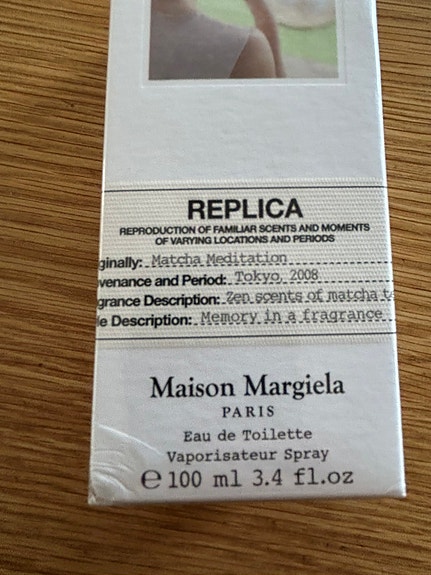 REPLICA
REPRODUCTION OF FAMILIAR SCENTS AND MOMENTS
OF VARYING LOCATIONS AND PERIODS
ginally: Matcha Meditation
venance and Period: Tokyo, 2008
grance Description: Zen scents of matcha t
e Description: Memory in a fragrance
Maison Margiela
PARIS
Eau de Toilette
Vaporisateur Spray
℮ 100 ml 3.4 fl.oz